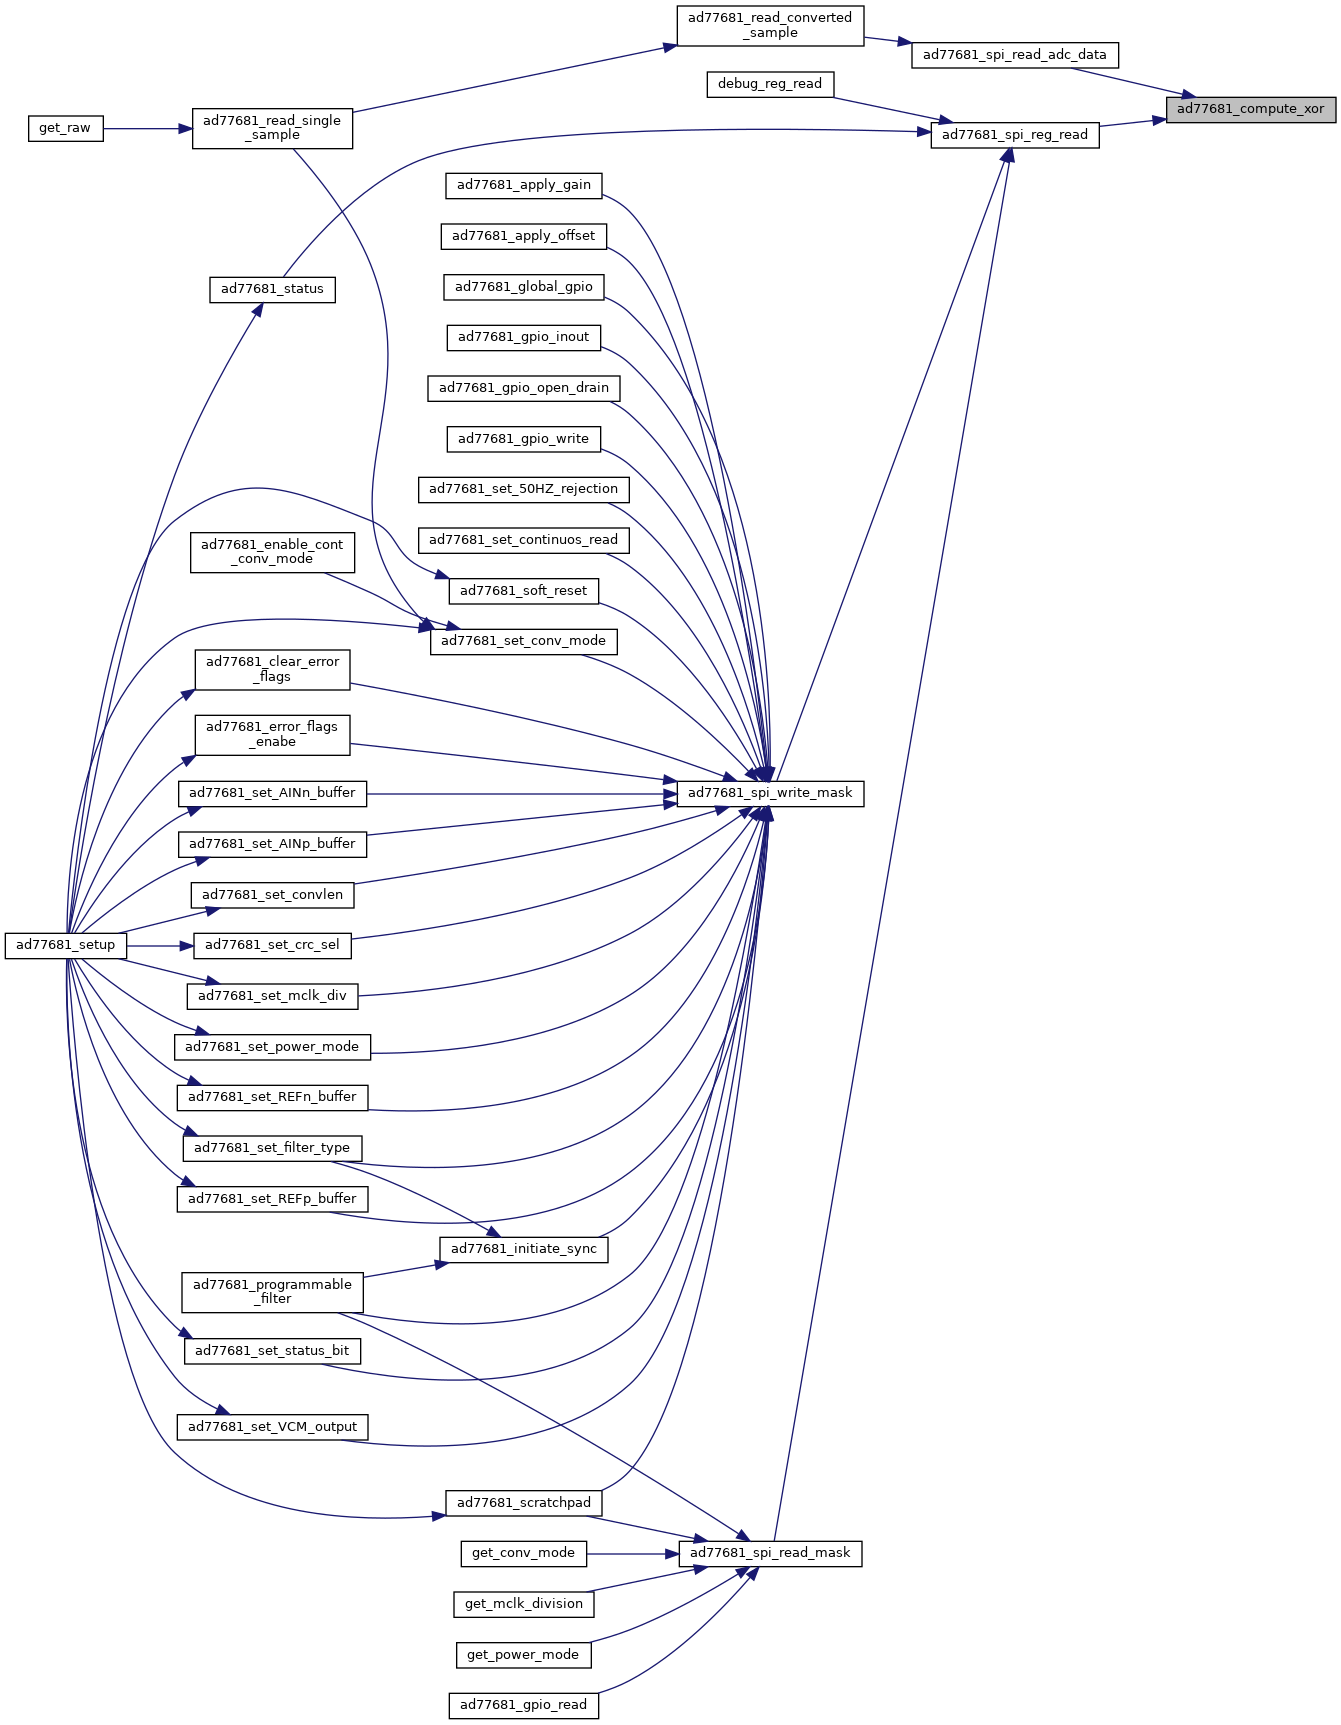 ad77681_read_converted
_sample
ad77681_spi_read_adc_data
debug_reg_read
ad77681_compute_xor
ad77681_read_single
_sample
get_raw
ad77681_spi_reg_read
ad77681_apply_gain
ad77681_apply_offset
ad77681_status
ad77681_global_gpio
ad77681_gpio_inout
ad77681_gpio_open_drain
ad77681_gpio_write
ad77681_set_50HZ_rejection
ad77681_set_continuos_read
ad77681_enable_cont
_conv_mode
ad77681_soft_reset
ad77681_set_conv_mode
ad77681_clear_error
_flags
ad77681_error_flags
_enabe
ad77681_set_AINn_buffer
ad77681_spi_write_mask
ad77681_set_AINp_buffer
ad77681_set_convlen
ad77681_setup
ad77681_set_crc_sel
ad77681_set_mclk_div
ad77681_set_power_mode
ad77681_set_REFn_buffer
ad77681_set_filter_type
ad77681_set_REFp_buffer
ad77681_initiate_sync
ad77681_programmable
_filter
ad77681_set_status_bit
ad77681_set_VCM_output
ad77681_scratchpad
get_conv_mode
ad77681_spi_read_mask
get_mclk_division
get_power_mode
ad77681_gpio_read